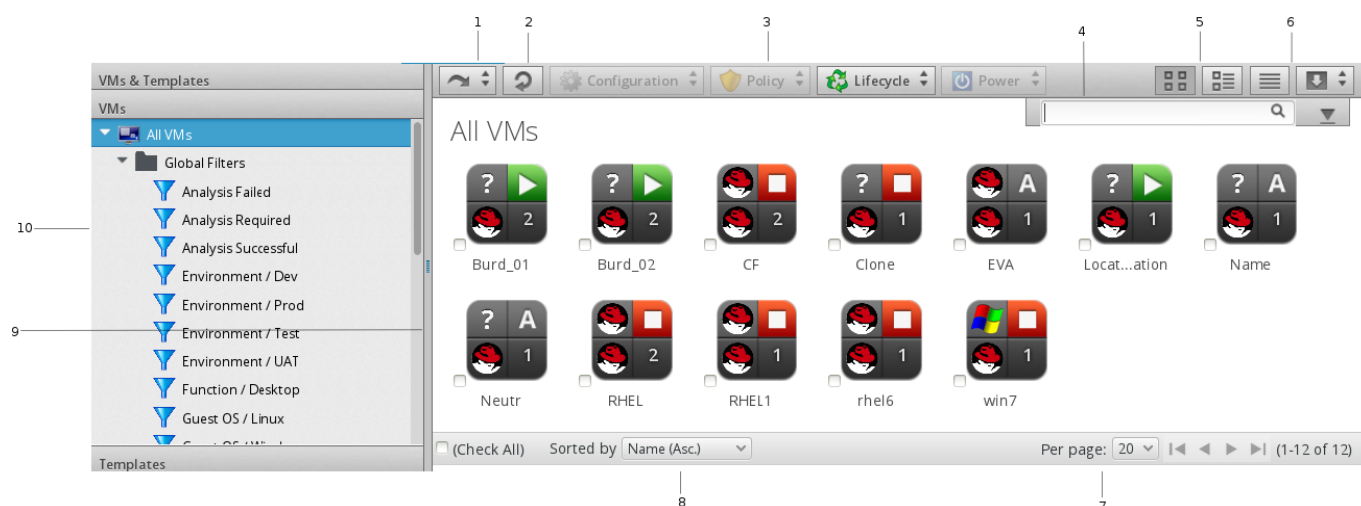 1 2 3 4 5 6
VMs & Templates
Configuration Policy Lifecycle Power
VMs
All VMs
Global Filters
Analysis Failed
Analysis Required
Analysis Successful
Environment / Dev
Environment / Prod
Environment / Test
Environment / UAT
Function / Desktop
Guest OS / Linux
Templates
10
9
All VMs
? 2
Burd_01
? 2
Burd_02
2
CF
? 1
Clone
A 1
EVA
? 1
Locat...ation
? A 1
Name
? A 1
Neutr
2
RHEL
1
RHEL1
1
rhel6
1
win7
(Check All) Sorted by Name (Asc.) Per page: 20 (1-12 of 12)
8 7